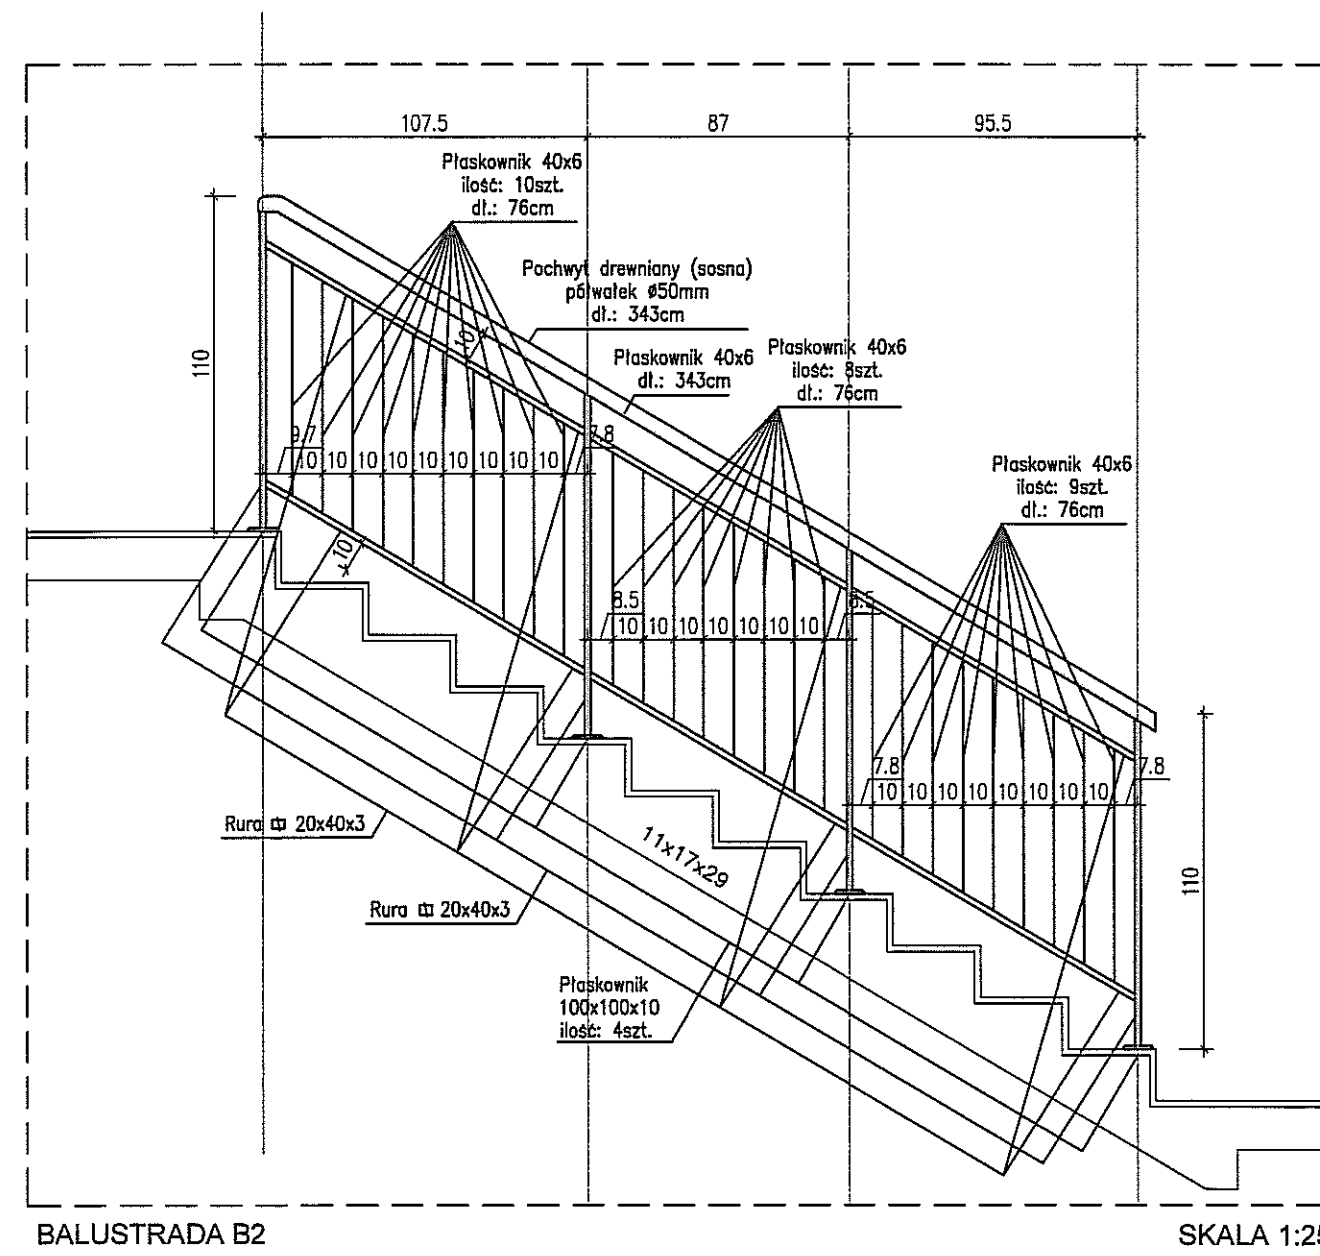 107.5
87
95.5
Płaskownik 40x6
ilość: 10szt.
dł.: 76cm
Pochwyt drewniany (sosna)
półwałek ø50mm
dł.: 343cm
Płaskownik 40x6
dł.: 343cm
Płaskownik 40x6
ilość: 8szt.
dł.: 76cm
Płaskownik 40x6
ilość: 9szt.
dł.: 76cm
110
10
9.7
7.8
10 10 10 10 10 10 10 10 10
10
8.5
8.5
10 10 10 10 10 10 10
7.8
7.8
10 10 10 10 10 10 10 10
110
11x17x29
Rura 20x40x3
Rura 20x40x3
Płaskownik
100x100x10
ilość: 4szt.
BALUSTRADA B2
SKALA 1:25